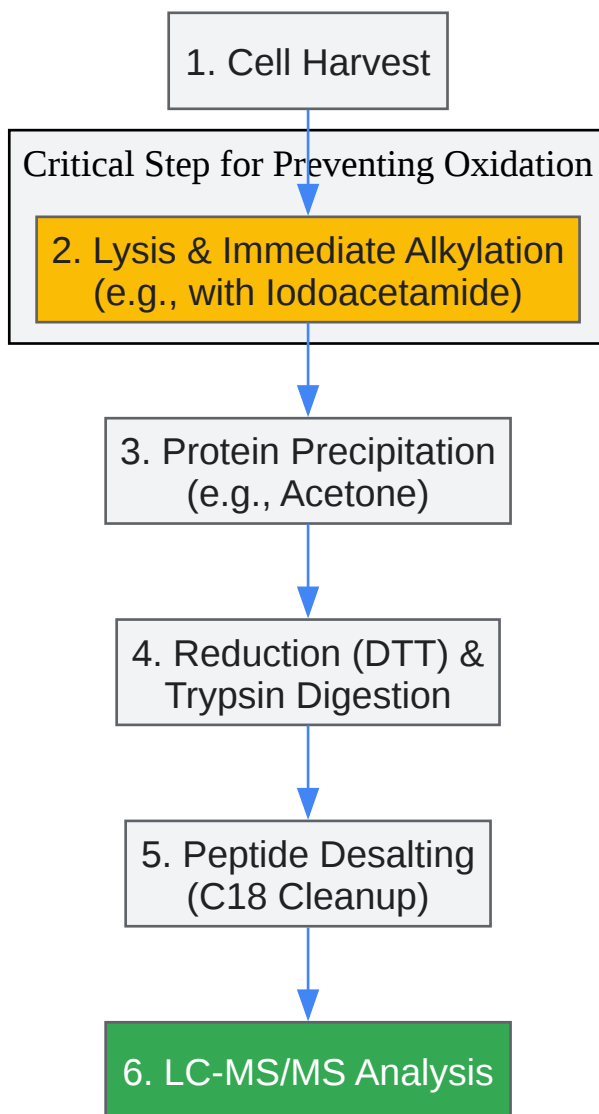 1. Cell Harvest
Critical Step for Preventing Oxidation
2. Lysis & Immediate Alkylation
(e.g., with Iodoacetamide)
3. Protein Precipitation
(e.g., Acetone)
4. Reduction (DTT) &
Trypsin Digestion
5. Peptide Desalting
(C18 Cleanup)
6. LC-MS/MS Analysis